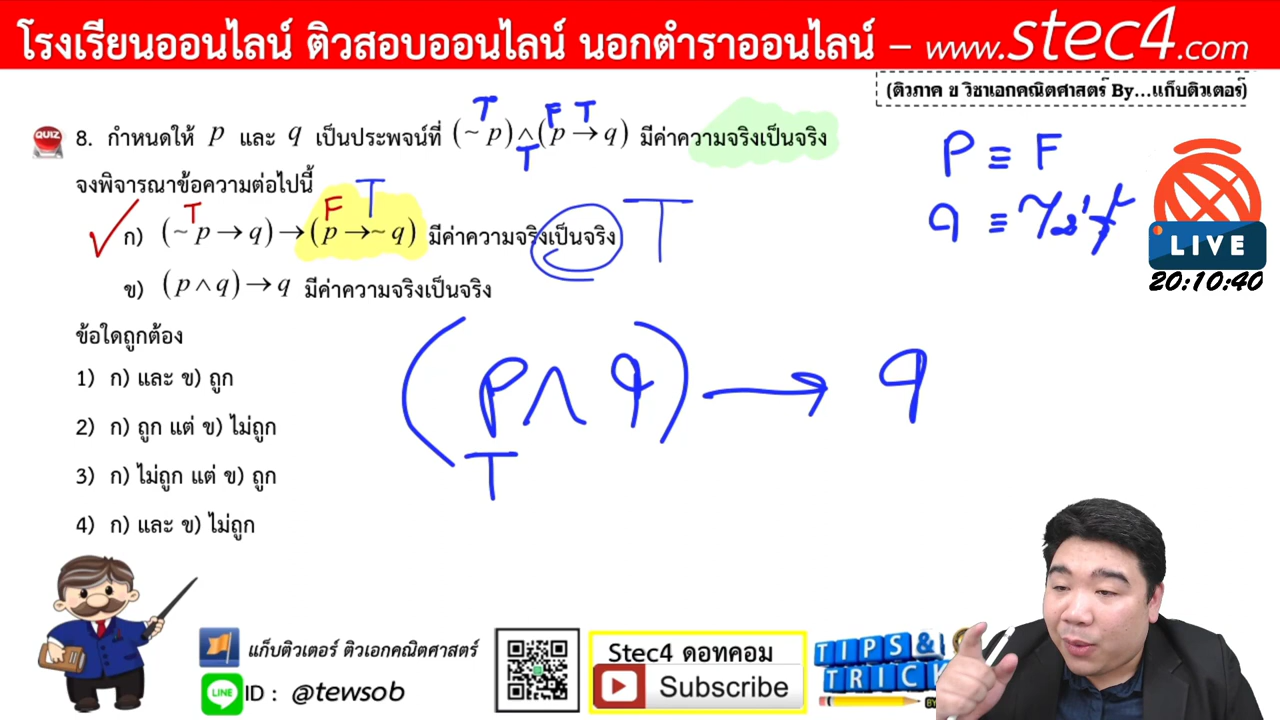 โรงเรียนออนไลน์ ติวสอบออนไลน์ นอกตำราออนไลน์ – www.stec4.com
(ติวภาค ข วิชาเอกคณิตศาสตร์ By...แก็บติวเตอร์)
T F T
QUIZ 8. กำหนดให้ p และ q เป็นประพจน์ที่ (~p)∧(p→q) มีค่าความจริงเป็นจริง
T
P ≡ F
จงพิจารณาข้อความต่อไปนี้
T F T
ก) (~p→q)→(p→~q) มีค่าความจริงเป็นจริง T
q ≡
LIVE
20:10:40
ข) (p∧q)→q มีค่าความจริงเป็นจริง
ข้อใดถูกต้อง
(p∧q) → q
T
1) ก) และ ข) ถูก
2) ก) ถูก แต่ ข) ไม่ถูก
3) ก) ไม่ถูก แต่ ข) ถูก
4) ก) และ ข) ไม่ถูก
แก็บติวเตอร์ ติวเอกคณิตศาสตร์
LINE ID : @tewsob
Stec4 ดอทคอม
Subscribe
TIPS &
TRIC
BY